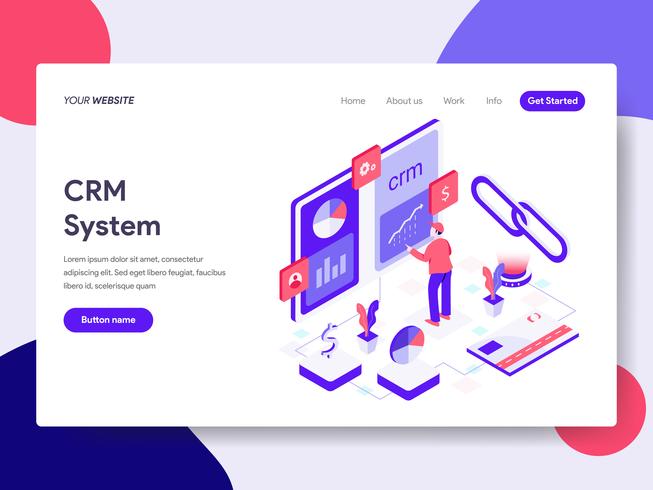 YOUR WEBSITE
Home About us Work Info Get Started
CRM
System
Lorem ipsum dolor sit amet, consectetur
adipiscing elit. Sed eget libero feugiat, faucibus
libero id, scelerisque quam
Button name
crm
$
$